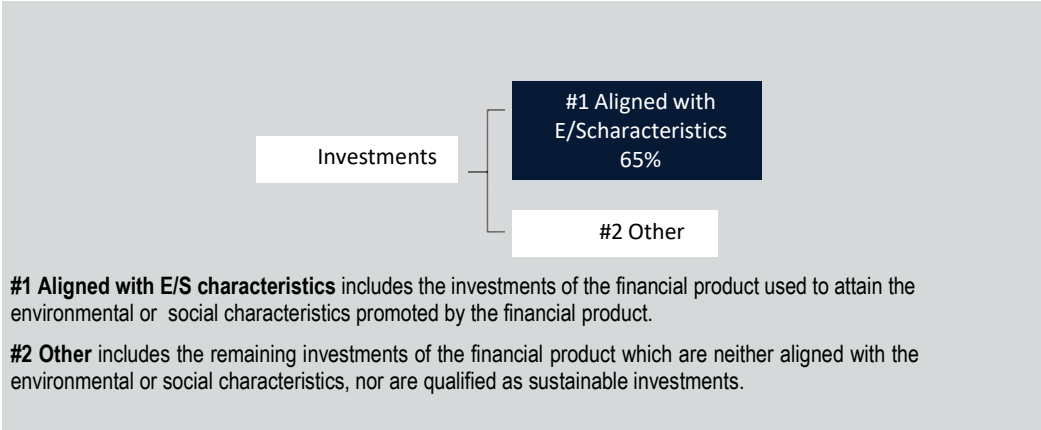 #1 Aligned with
E/Scharacteristics
65%
Investments
#2 Other
#1 Aligned with E/S characteristics includes the investments of the financial product used to attain the
environmental or  social characteristics promoted by the financial product.
#2 Other includes the remaining investments of the financial product which are neither aligned with the
environmental or social characteristics, nor are qualified as sustainable investments.